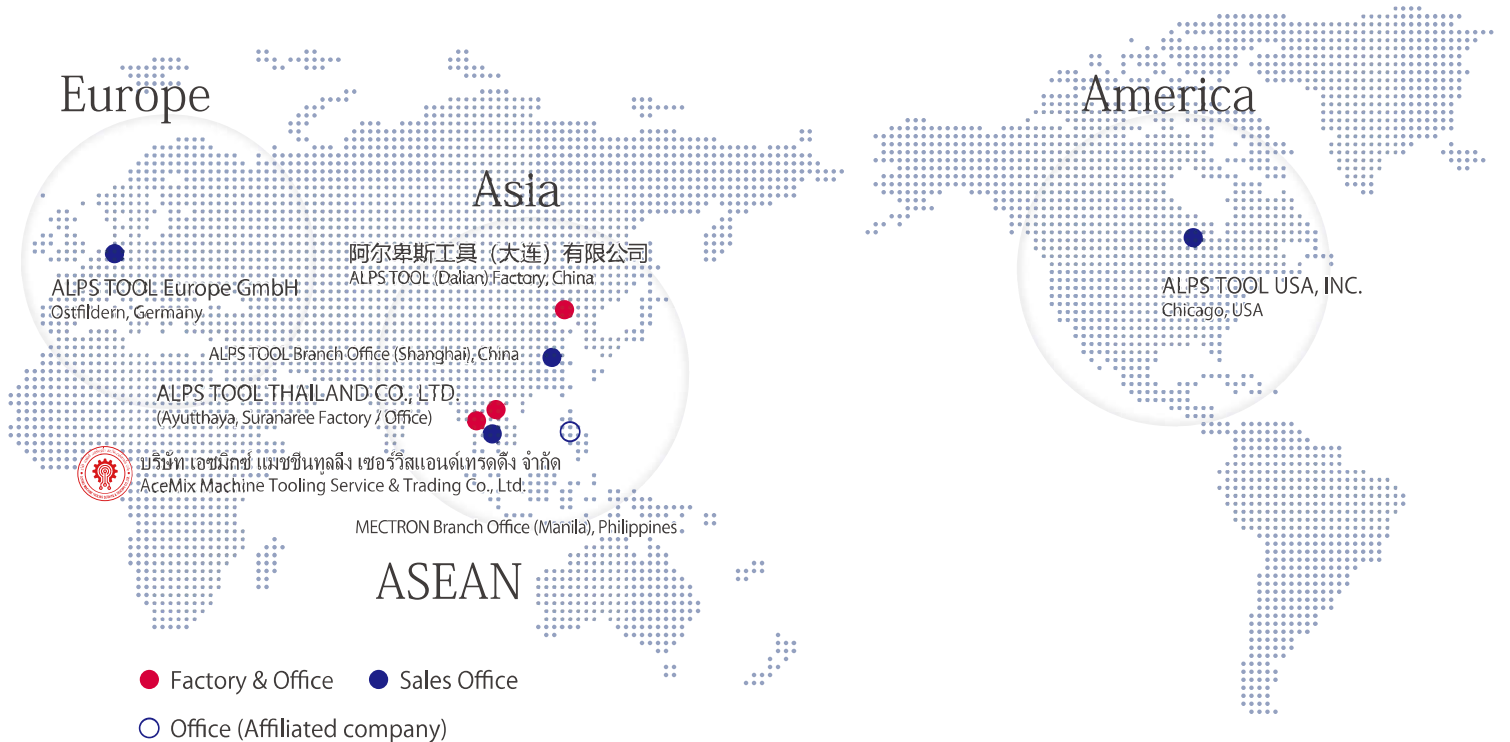 Europe
America
Asia
阿尔卑斯工具（大连）有限公司
ALPS TOOL (Dalian) Factory, China
ALPS TOOL Europe GmbH
Ostfildern, Germany
ALPS TOOL USA, INC.
Chicago, USA
ALPS TOOL Branch Office (Shanghai), China
ALPS TOOL THAILAND CO., LTD.
(Ayutthaya, Suranaree Factory / Office)
บริษัท เอซมิกซ์ แมชชีนทูลลิ่ง เซอร์วิสแอนด์เทรดดิ้ง จำกัด
AceMix Machine Tooling Service & Trading Co., Ltd.
MECTRON Branch Office (Manila), Philippines
ASEAN
Factory & Office
Sales Office
Office (Affiliated company)